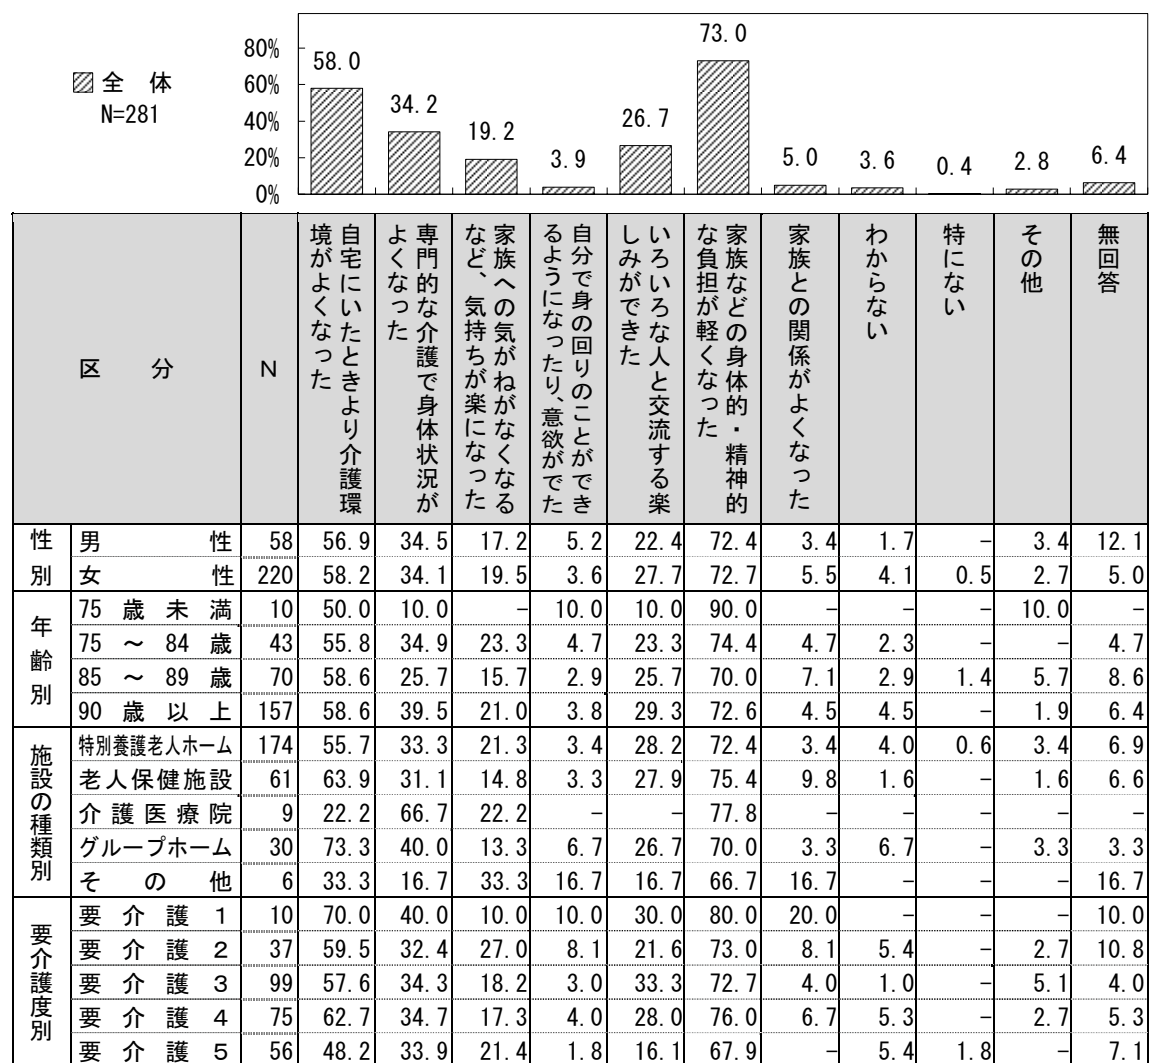 73.0
58.0
34.2
19.2
3.9
26.7
5.0
3.6
0.4
2.8
6.4
80%
60%
40%
20%
0%
全 体
N=281
区 分
N
自宅にいたときより介護環
境がよくなった
専門的な介護で身体状況が
よくなった
家族への気がねがなくなる
など、気持ちが楽になった
自分で身の回りのことができ
るようになったり、意欲がでた
いろいろな人と交流する楽
しみができた
家族などの身体的・精神的
な負担が軽くなった
家族との関係がよくなった
わからない
特にない
その他
無回答
性別
男 性 58 56.9 34.5 17.2 5.2 22.4 72.4 3.4 1.7 − 3.4 12.1
女 性 220 58.2 34.1 19.5 3.6 27.7 72.7 5.5 4.1 0.5 2.7 5.0
年齢別
75 歳 未 満 10 50.0 10.0 − 10.0 10.0 90.0 − − − 10.0 −
75 ～ 84 歳 43 55.8 34.9 23.3 4.7 23.3 74.4 4.7 2.3 − − 4.7
85 ～ 89 歳 70 58.6 25.7 15.7 2.9 25.7 70.0 7.1 2.9 1.4 5.7 8.6
90 歳 以 上 157 58.6 39.5 21.0 3.8 29.3 72.6 4.5 4.5 − 1.9 6.4
施設の種類別
特別養護老人ホーム 174 55.7 33.3 21.3 3.4 28.2 72.4 3.4 4.0 0.6 3.4 6.9
老人保健施設 61 63.9 31.1 14.8 3.3 27.9 75.4 9.8 1.6 − 1.6 6.6
介護医療院 9 22.2 66.7 22.2 − − 77.8 − − − − −
グループホーム 30 73.3 40.0 13.3 6.7 26.7 70.0 3.3 6.7 − 3.3 3.3
そ の 他 6 33.3 16.7 33.3 16.7 16.7 66.7 16.7 − − − 16.7
要介護度別
要 介 護 1 10 70.0 40.0 10.0 10.0 30.0 80.0 20.0 − − − 10.0
要 介 護 2 37 59.5 32.4 27.0 8.1 21.6 73.0 8.1 5.4 − 2.7 10.8
要 介 護 3 99 57.6 34.3 18.2 3.0 33.3 72.7 4.0 1.0 − 5.1 4.0
要 介 護 4 75 62.7 34.7 17.3 4.0 28.0 76.0 6.7 5.3 − 2.7 5.3
要 介 護 5 56 48.2 33.9 21.4 1.8 16.1 67.9 − 5.4 1.8 − 7.1